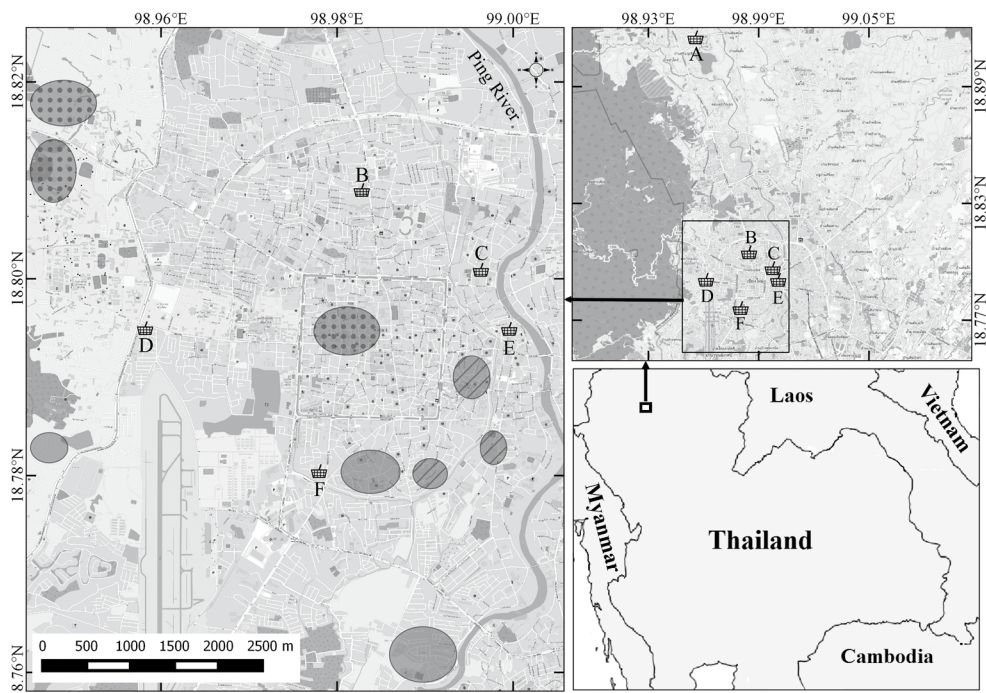 98.96°E 98.98°E 99.00°E
98.93°E 98.99°E 99.05°E
18.82°N
18.80°N
18.78°N
18.76°N
Ping River
B
C
D
E
F
0 500 1000 1500 2000 2500 m
A
B
C
D
E
F
18.89°N
18.83°N
18.77°N
Laos
Vietnam
Myanmar
Thailand
Cambodia